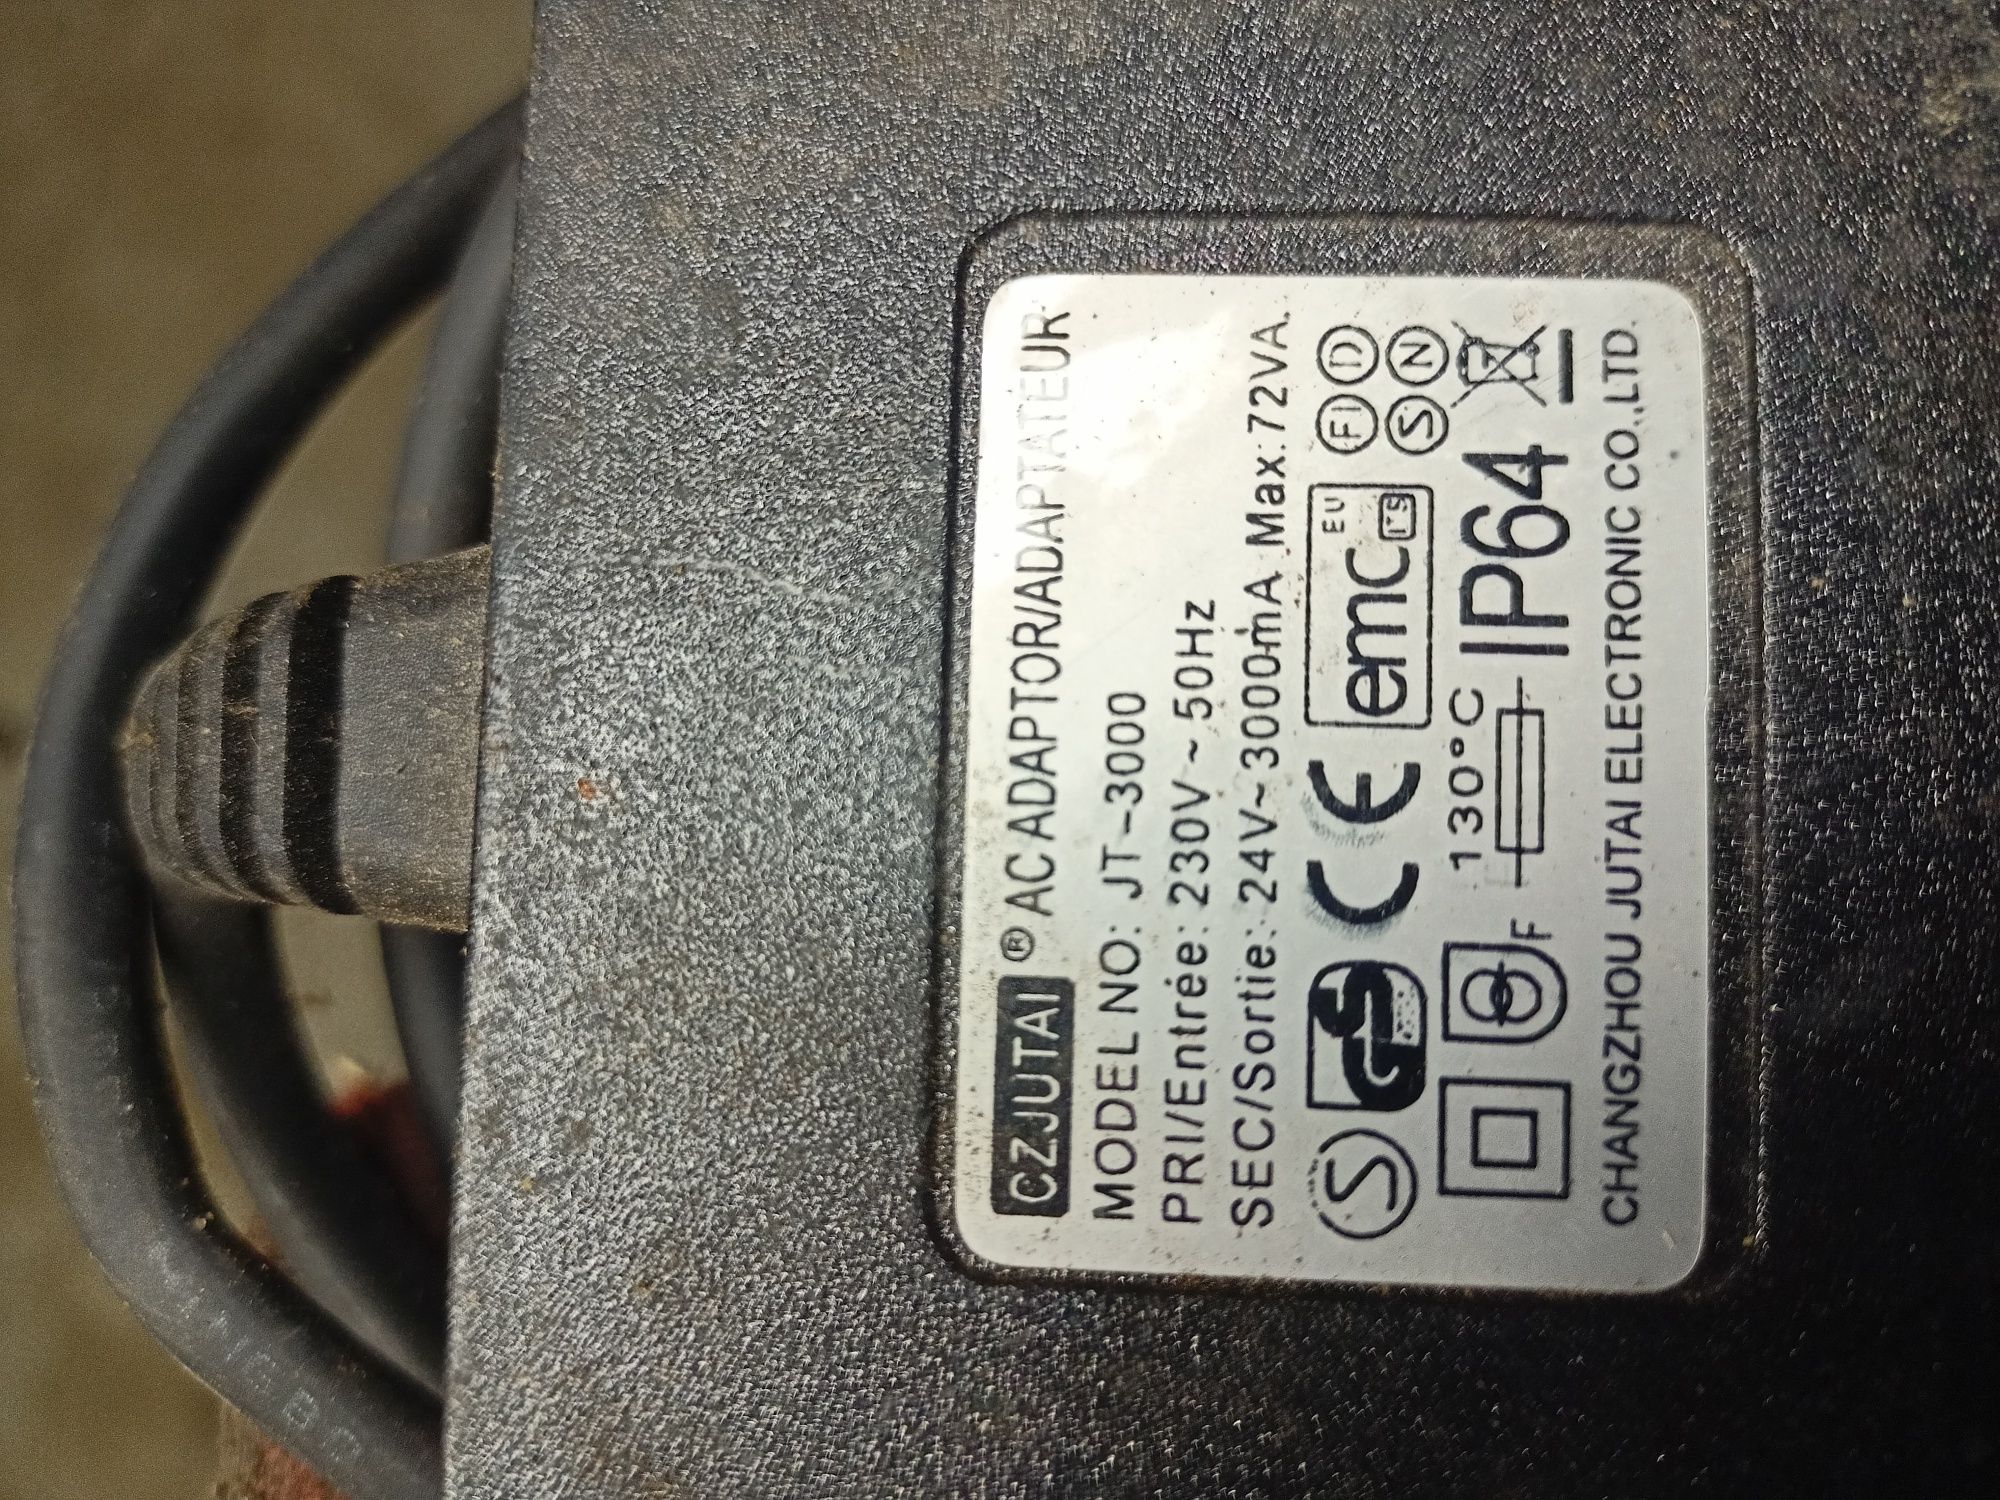 CZJUTAI ® AC ADAPTOR/ADAPTATEUR
MODEL NO: JT-3000
PRI/Entrée: 230V ~ 50Hz
SEC/Sortie: 24V ~ 3000mA Max:72VA.
S GS CE emc EU FI D S N
F 130°C IP64
CHANGZHOU JUTAI ELECTRONIC CO.,LTD.